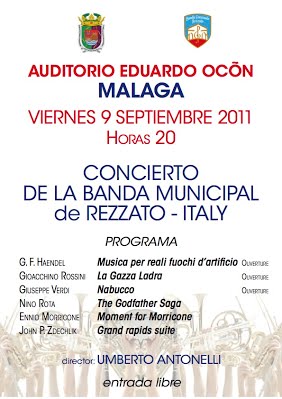 AUDITORIO EDUARDO OCÕN
MALAGA
VIERNES 9 SEPTIEMBRE 2011
HORAS 20
CONCIERTO
DE LA BANDA MUNICIPAL
de REZZATO - ITALY
PROGRAMA
G. F. HAENDEL Musica per reali fuochi d'artificio OUVERTURE
GIOACCHINO ROSSINI La Gazza Ladra OUVERTURE
GIUSEPPE VERDI Nabucco OUVERTURE
NINO ROTA The Godfather Saga
ENNIO MORRICONE Moment for Morricone
JOHN P. ZDECHLIK Grand rapids suite
director: UMBERTO ANTONELLI
entrada libre